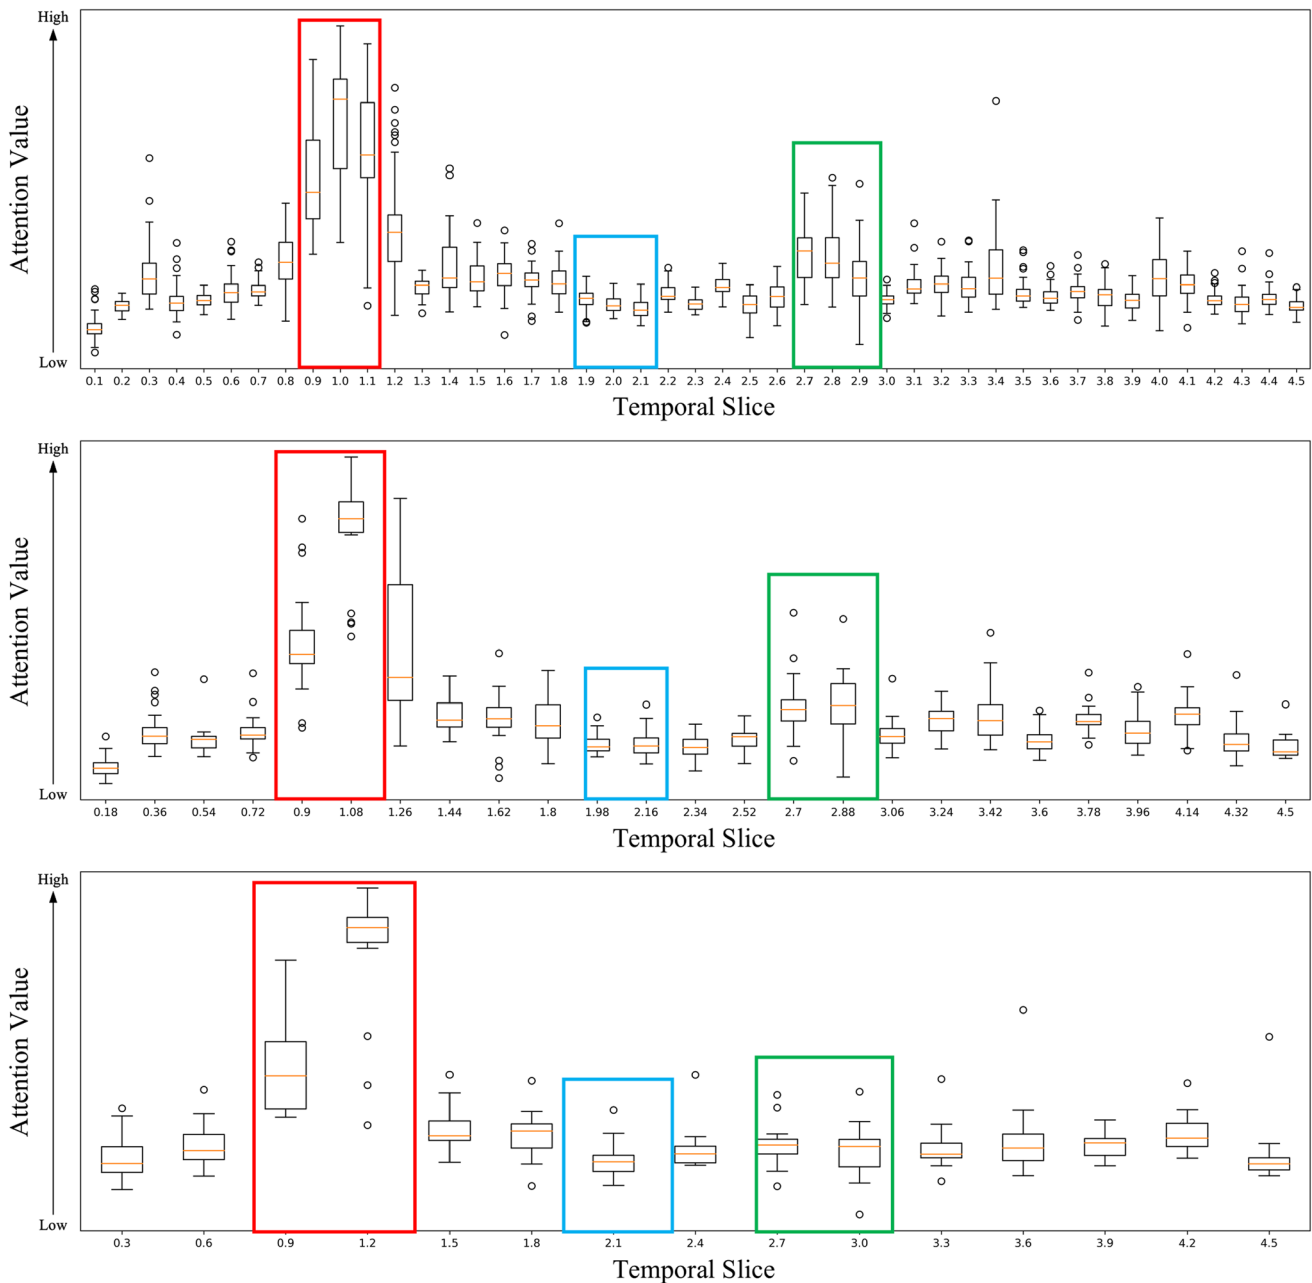 High
Attention Value
Low
0.1 0.2 0.3 0.4 0.5 0.6 0.7 0.8 0.9 1.0 1.1 1.2 1.3 1.4 1.5 1.6 1.7 1.8 1.9 2.0 2.1 2.2 2.3 2.4 2.5 2.6 2.7 2.8 2.9 3.0 3.1 3.2 3.3 3.4 3.5 3.6 3.7 3.8 3.9 4.0 4.1 4.2 4.3 4.4 4.5
Temporal Slice
High
Attention Value
Low
0.18 0.36 0.54 0.72 0.9 1.08 1.26 1.44 1.62 1.8 1.98 2.16 2.34 2.52 2.7 2.88 3.06 3.24 3.42 3.6 3.78 3.96 4.14 4.32 4.5
Temporal Slice
High
Attention Value
Low
0.3 0.6 0.9 1.2 1.5 1.8 2.1 2.4 2.7 3.0 3.3 3.6 3.9 4.2 4.5
Temporal Slice